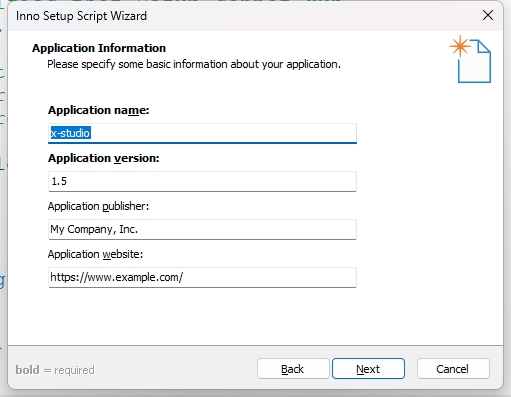 Inno Setup Script Wizard
Application Information
Please specify some basic information about your application.
Application name:
x-studio
Application version:
1.5
Application publisher:
My Company, Inc.
Application website:
https://www.example.com/
bold = required
Back
Next
Cancel